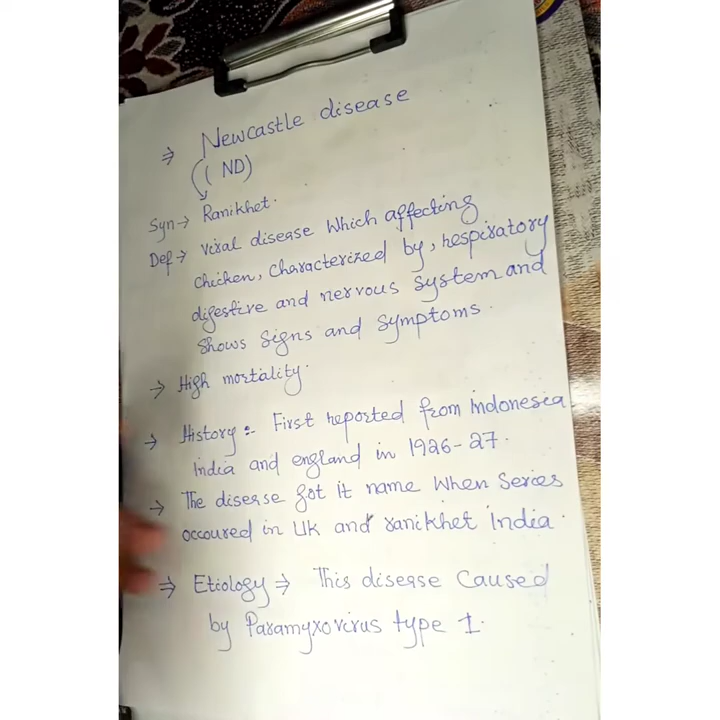 ⇒ Newcastle disease
(ND)
Syn→ Ranikhet.
Def→ viral disease Which affecting
chicken, characterized by, respiratory
digestive and nervous system and
shows signs and symptoms.
→ High mortality.
→ History:- First reported from indonesea
india and england in 1926-27.
→ The disease got it name when series
occoured in UK and ranikhet india.
⇒ Etiology ⇒ This disease caused
by Paramyxovirus type 1.